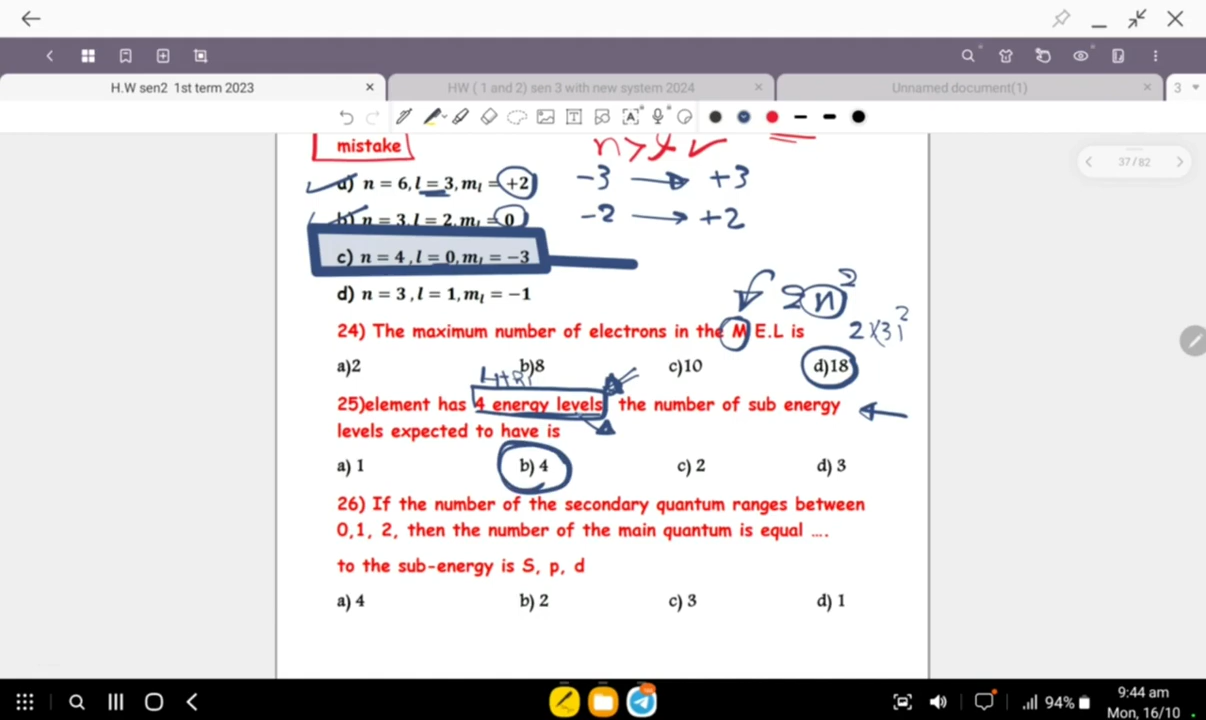 H.W sen2 1st term 2023
HW ( 1 and 2) sen 3 with new system 2024
Unnamed document(1)
3
37/82
mistake
n > ℓ
a) n = 6, l = 3, mₗ = +2
-3 → +3
b) n = 3, l = 2, mₗ = 0
-2 → +2
c) n = 4 , l = 0, mₗ = -3
d) n = 3 , l = 1, mₗ = -1
2n²
24) The maximum number of electrons in the M E.L is
2×(3)²
a)2
b)8
c)10
d)18
25)element has 4 energy levels the number of sub energy
levels expected to have is
a) 1
b) 4
c) 2
d) 3
26) If the number of the secondary quantum ranges between
0,1, 2, then the number of the main quantum is equal ....
to the sub-energy is S, p, d
a) 4
b) 2
c) 3
d) 1
94%
9:44 am
Mon, 16/10